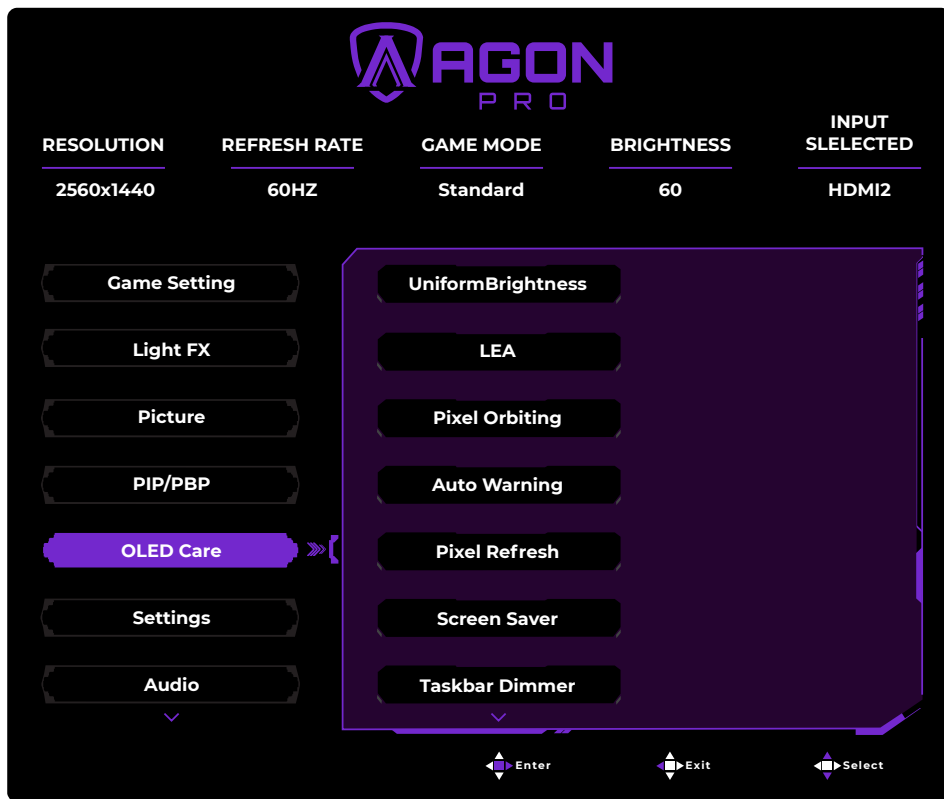 AGON
PRO
RESOLUTION
REFRESH RATE
GAME MODE
BRIGHTNESS
INPUT
SLELECTED
2560x1440
60HZ
Standard
60
HDMI2
Game Setting
Light FX
Picture
PIP/PBP
OLED Care
Settings
Audio
UniformBrightness
LEA
Pixel Orbiting
Auto Warning
Pixel Refresh
Screen Saver
Taskbar Dimmer
Enter
Exit
Select